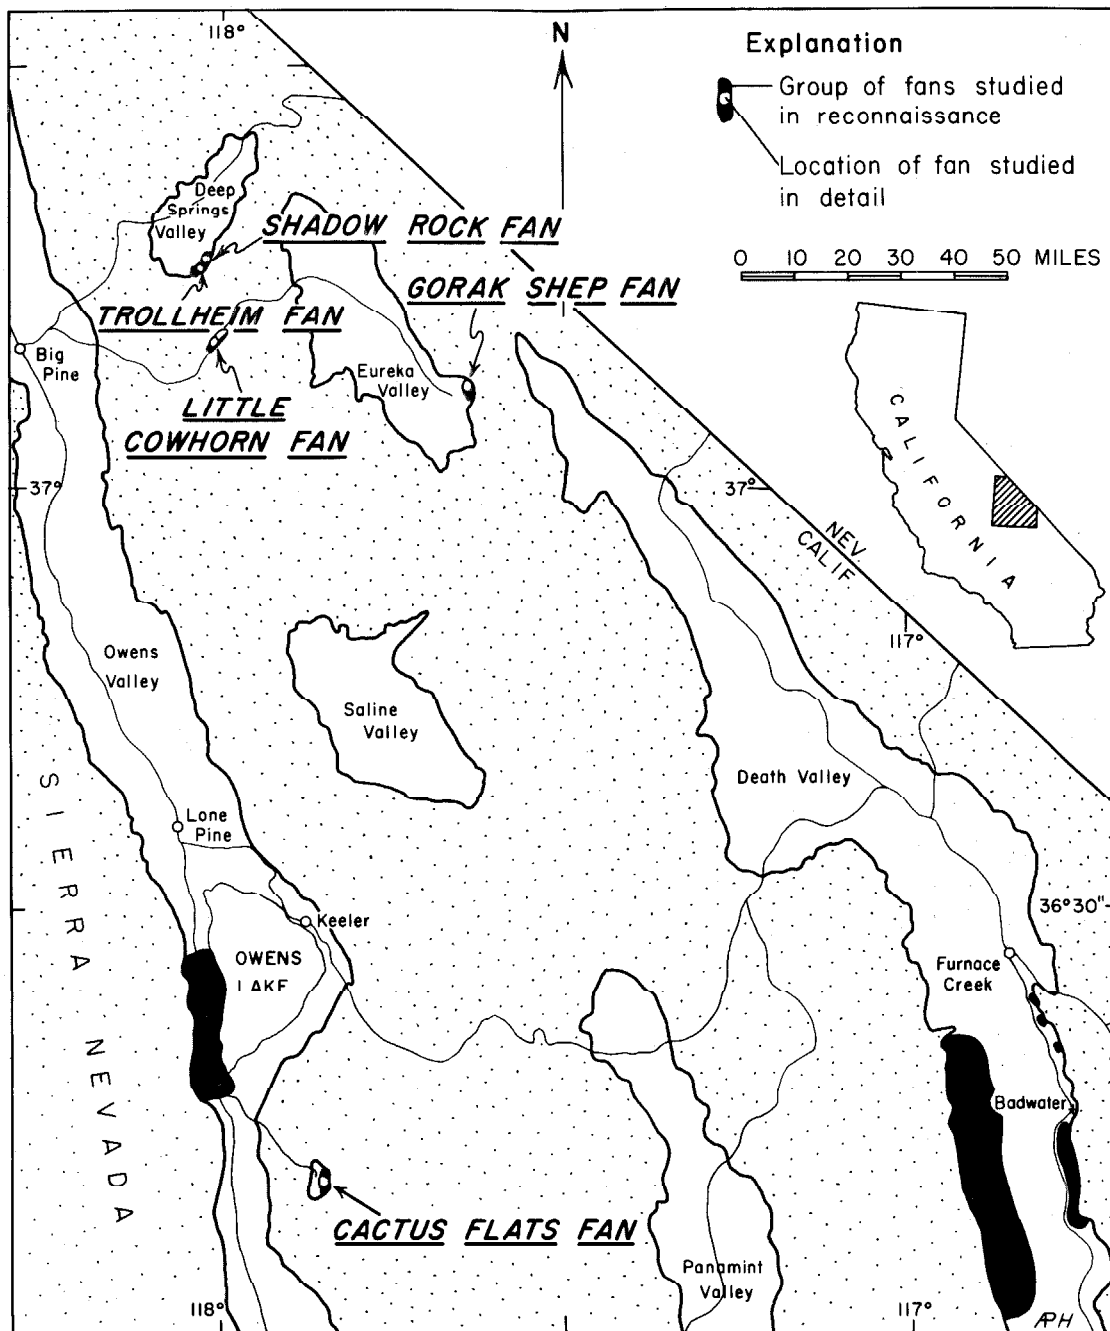 118°
N
Explanation
Group of fans studied
in reconnaissance
Location of fan studied
in detail
0 10 20 30 40 50 MILES
Deep
Springs
Valley
SHADOW ROCK FAN
GORAK SHEP FAN
TROLLHEIM FAN
Big
Pine
Eureka
Valley
LITTLE
COWHORN FAN
CALIFORNIA
37°
37°
NEV.
CALIF
117°
Owens
Valley
Saline
Valley
Death Valley
SIERRA NEVADA
Lone
Pine
Keeler
36°30"
OWENS
LAKE
Furnace
Creek
Badwater
CACTUS FLATS FAN
Panamint
Valley
118°
117°
APH